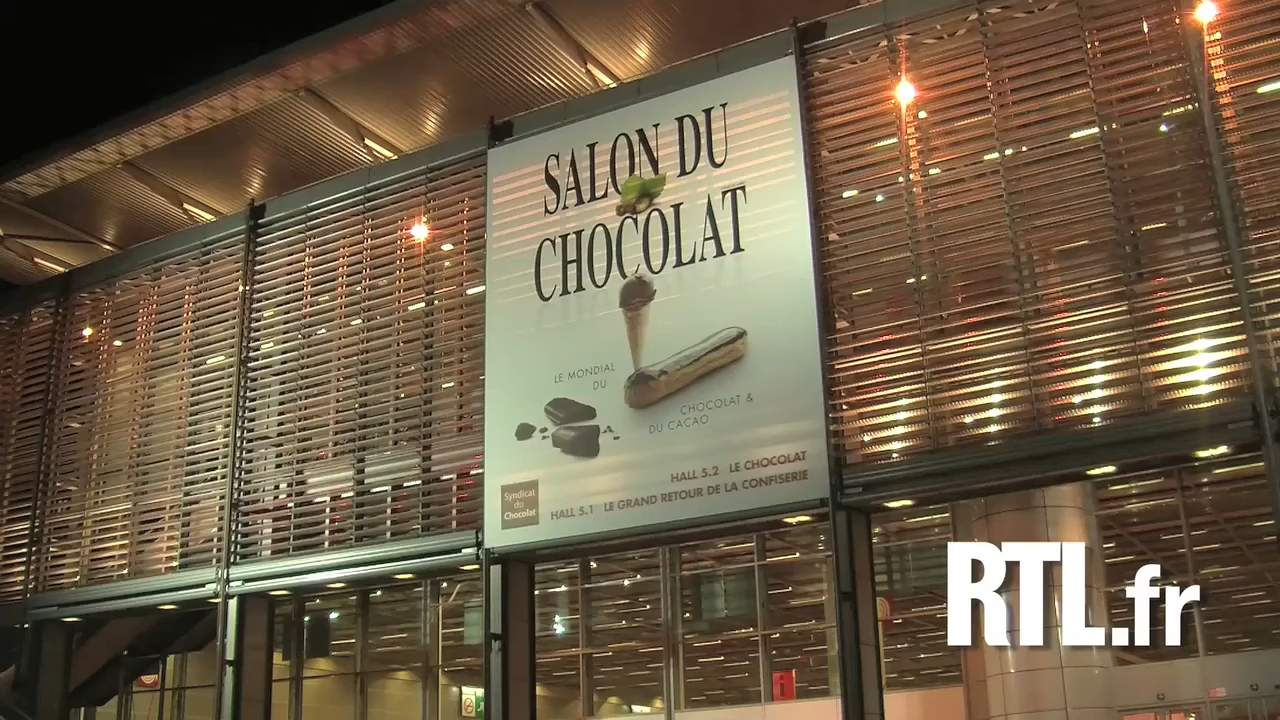 SALON DU
CHOCOLAT
LE MONDIAL
DU
CHOCOLAT &
DU CACAO
HALL 5.2 LE CHOCOLAT
HALL 5.1 LE GRAND RETOUR DE LA CONFISERIE
Syndicat
du
Chocolat
i
RTL.fr